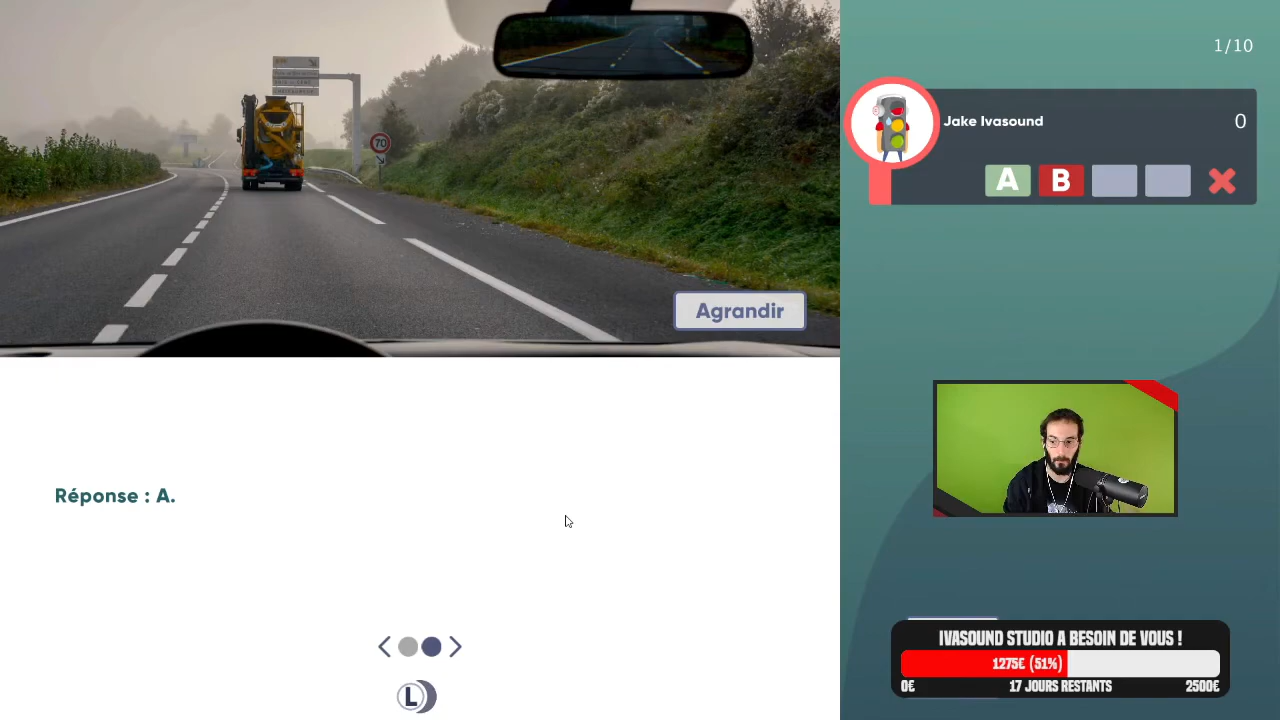 70
Agrandir
Réponse : A.
L
1/10
Jake Ivasound
0
A
B
IVASOUND STUDIO A BESOIN DE VOUS !
1275€ (51%)
0€
17 JOURS RESTANTS
2500€